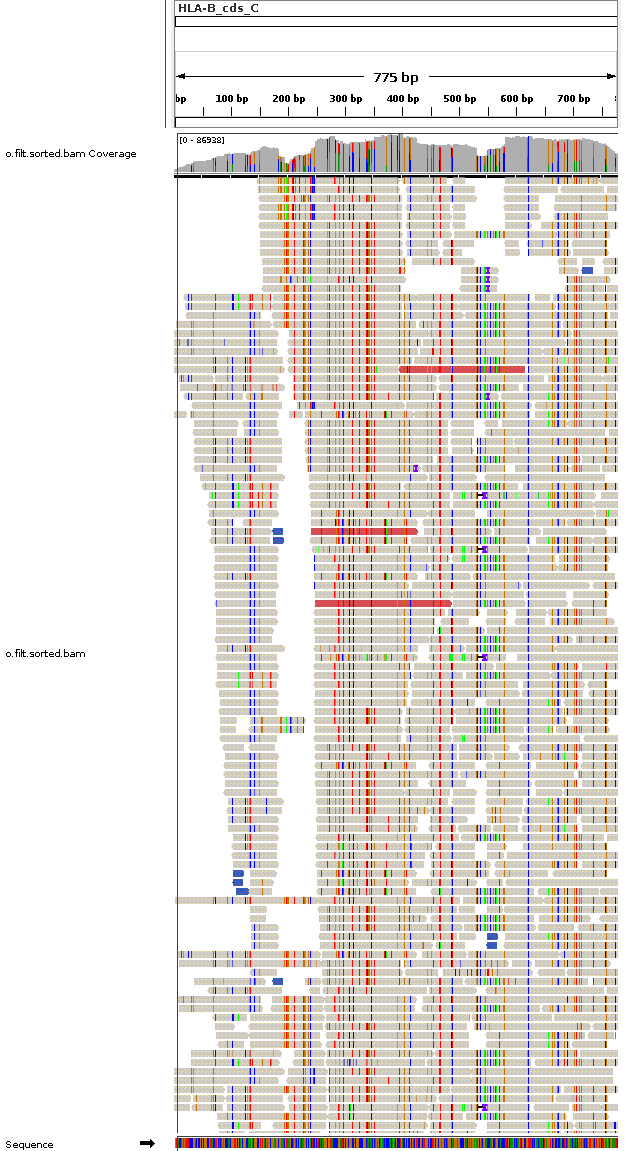 HLA-B_cds_C
775 bp
bp 100 bp 200 bp 300 bp 400 bp 500 bp 600 bp 700 bp
[0 - 86938]
o.filt.sorted.bam Coverage
o.filt.sorted.bam
Sequence